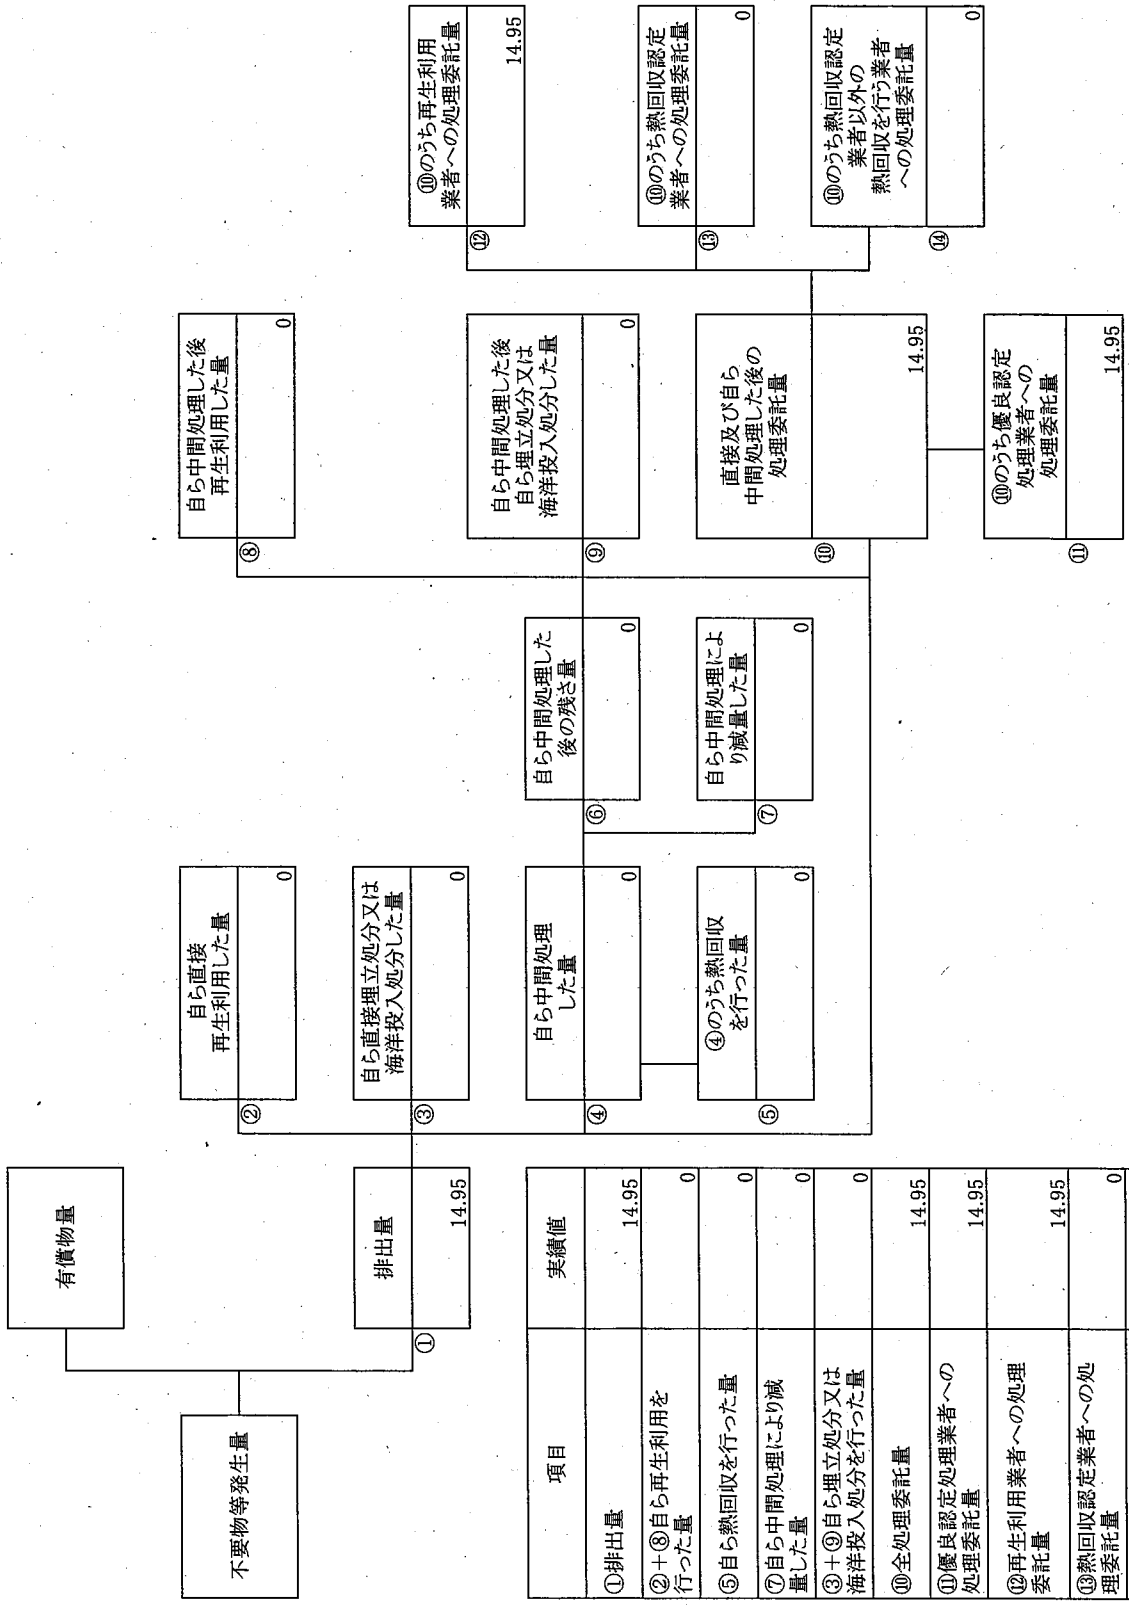 不要物等発生量
有償物量
排出量
①
14.95
自ら直接
再生利用した量
②
0
自ら直接埋立処分又は
海洋投入処分した量
③
0
自ら中間処理
した量
④
0
④のうち熱回収
を行った量
⑤
0
自ら中間処理した
後の残さ量
⑥
0
自ら中間処理によ
り減量した量
⑦
0
自ら中間処理した後
再生利用した量
⑧
0
自ら中間処理した後
自ら埋立処分又は
海洋投入処分した量
⑨
0
直接及び自ら
中間処理した後の
処理委託量
⑩
14.95
⑩のうち優良認定
処理業者への
処理委託量
⑪
14.95
⑩のうち再生利用
業者への処理委託量
⑫
14.95
⑩のうち熱回収認定
業者への処理委託量
⑬
0
⑩のうち熱回収認定
業者以外の
熱回収を行う業者
への処理委託量
⑭
0
項目 実績値
①排出量 14.95
②+⑧自ら再生利用を
行った量 0
⑤自ら熱回収を行った量 0
⑦自ら中間処理により減
量した量 0
③+⑨自ら埋立処分又は
海洋投入処分を行った量 0
⑩全処理委託量 14.95
⑪優良認定処理業者への
処理委託量 14.95
⑫再生利用業者への処理
委託量 14.95
⑬熱回収認定業者への処
理委託量 0